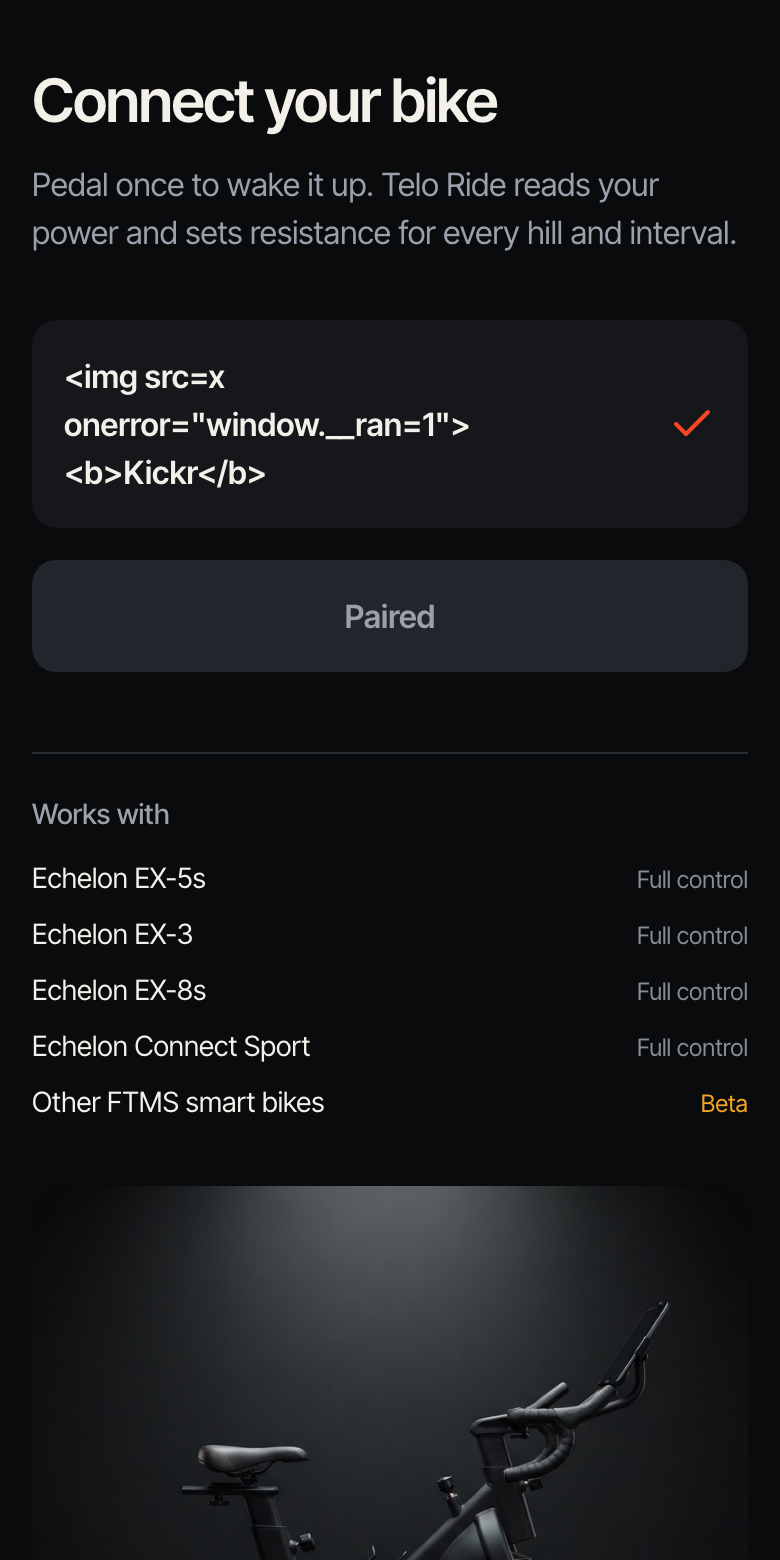 Connect your bike
Pedal once to wake it up. Telo Ride reads your
power and sets resistance for every hill and interval.
<img src=x
onerror="window.__ran=1">
<b>Kickr</b>
Paired
Works with
Echelon EX-5s Full control
Echelon EX-3 Full control
Echelon EX-8s Full control
Echelon Connect Sport Full control
Other FTMS smart bikes Beta